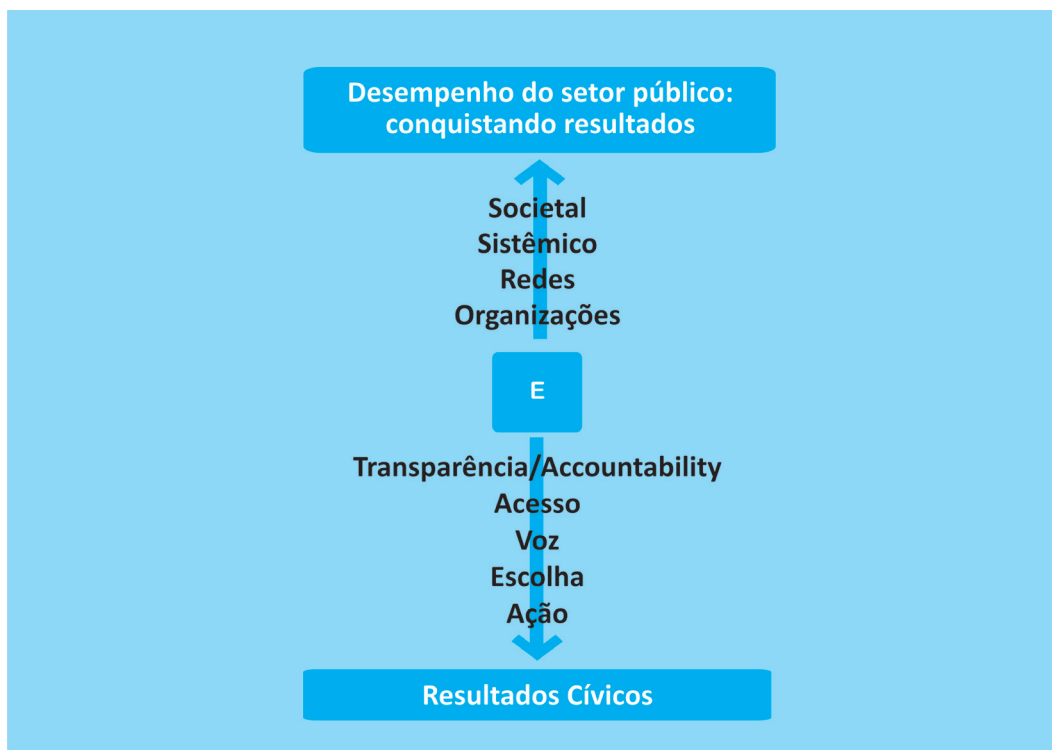 Desempenho do setor público:
conquistando resultados
Societal
Sistêmico
Redes
Organizações
E
Transparência/Accountability
Acesso
Voz
Escolha
Ação
Resultados Cívicos